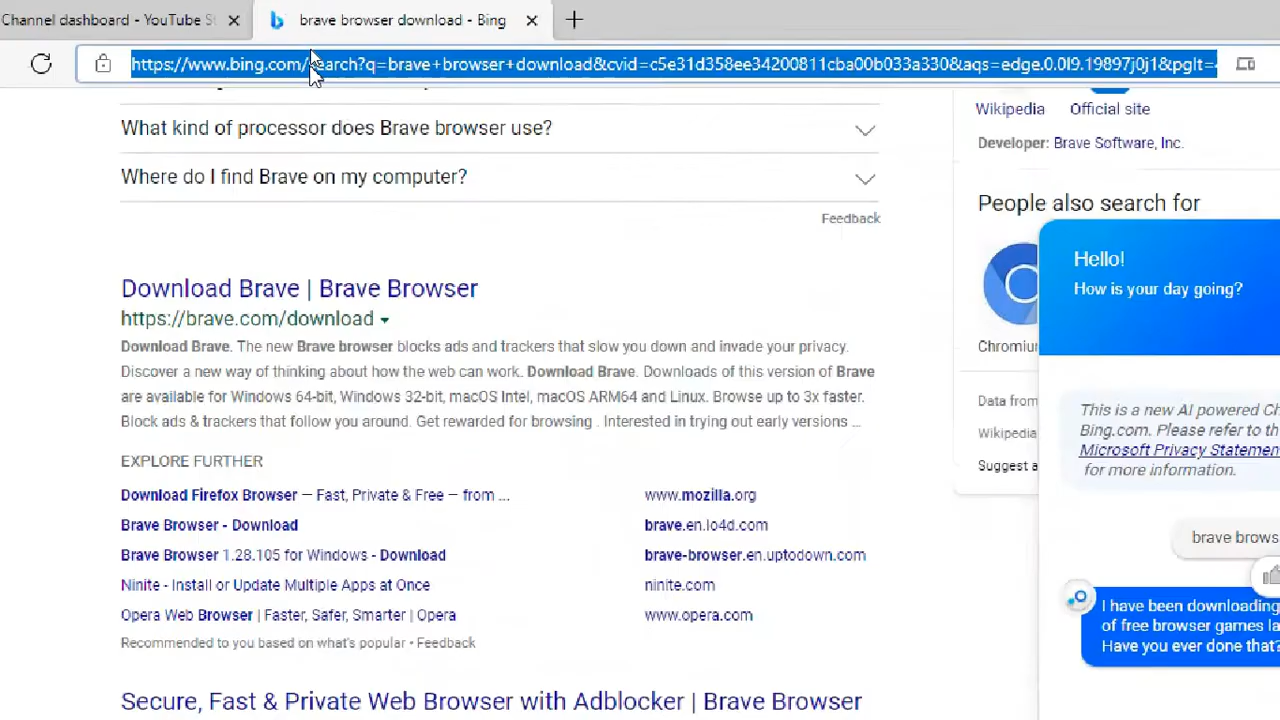 Channel dashboard - YouTube St
brave browser download - Bing
https://www.bing.com/search?q=brave+browser+download&cvid=c5e31d358ee34200811cba00b033a330&aqs=edge.0.0l9.19897j0j1&pglt=4
What kind of processor does Brave browser use?
Where do I find Brave on my computer?
Feedback
Download Brave | Brave Browser
https://brave.com/download
Download Brave. The new Brave browser blocks ads and trackers that slow you down and invade your privacy.
Discover a new way of thinking about how the web can work. Download Brave. Downloads of this version of Brave
are available for Windows 64-bit, Windows 32-bit, macOS Intel, macOS ARM64 and Linux. Browse up to 3x faster.
Block ads & trackers that follow you around. Get rewarded for browsing . Interested in trying out early versions ...
EXPLORE FURTHER
Download Firefox Browser — Fast, Private & Free — from ... www.mozilla.org
Brave Browser - Download brave.en.lo4d.com
Brave Browser 1.28.105 for Windows - Download brave-browser.en.uptodown.com
Ninite - Install or Update Multiple Apps at Once ninite.com
Opera Web Browser | Faster, Safer, Smarter | Opera www.opera.com
Recommended to you based on what's popular • Feedback
Secure, Fast & Private Web Browser with Adblocker | Brave Browser
Wikipedia Official site
Developer: Brave Software, Inc.
People also search for
Chromium
Data from
Wikipedia
Suggest a
Hello!
How is your day going?
This is a new AI powered Ch
Bing.com. Please refer to th
Microsoft Privacy Statemen
for more information.
brave brows
I have been downloading
of free browser games la
Have you ever done that?